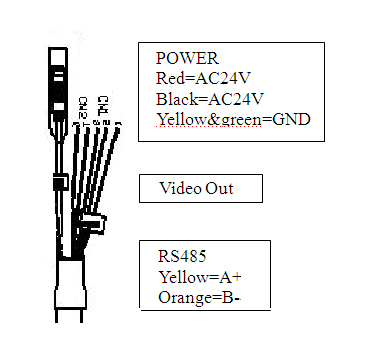 POWER
Red=AC24V
Black=AC24V
Yellow&green=GND
Video Out
RS485
Yellow=A+
Orange=B-